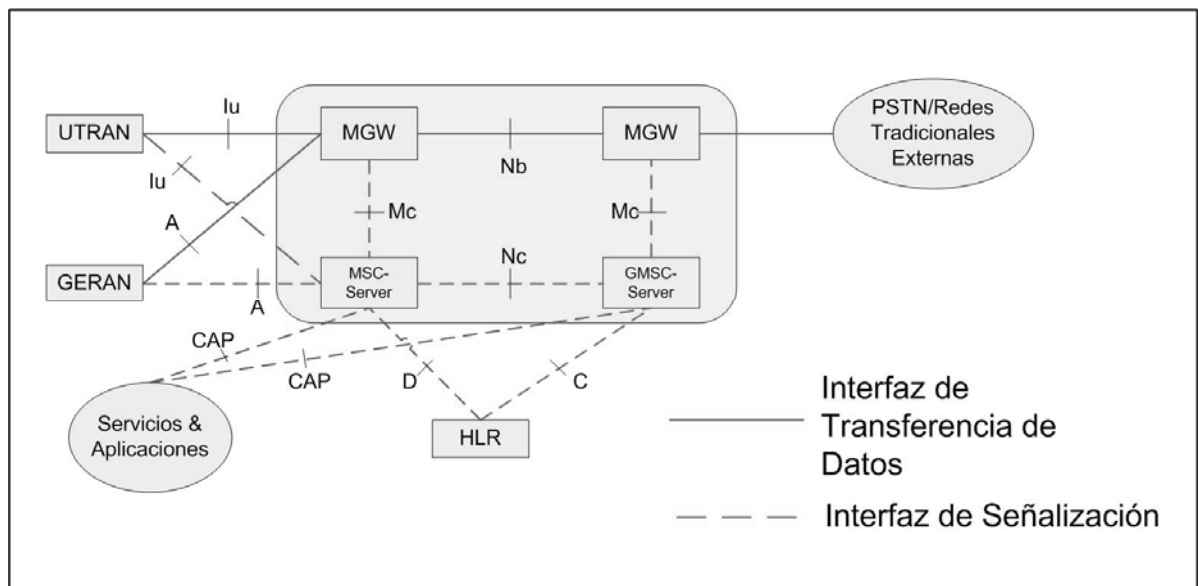 Iu
UTRAN
MGW
MGW
PSTN/Redes
Tradicionales
Externas
Nb
Iu
A
Mc
Mc
Nc
GERAN
MSC-
Server
GMSC-
Server
A
CAP
CAP
D
C
Servicios &
Aplicaciones
HLR
Interfaz de
Transferencia de
Datos
Interfaz de Señalización